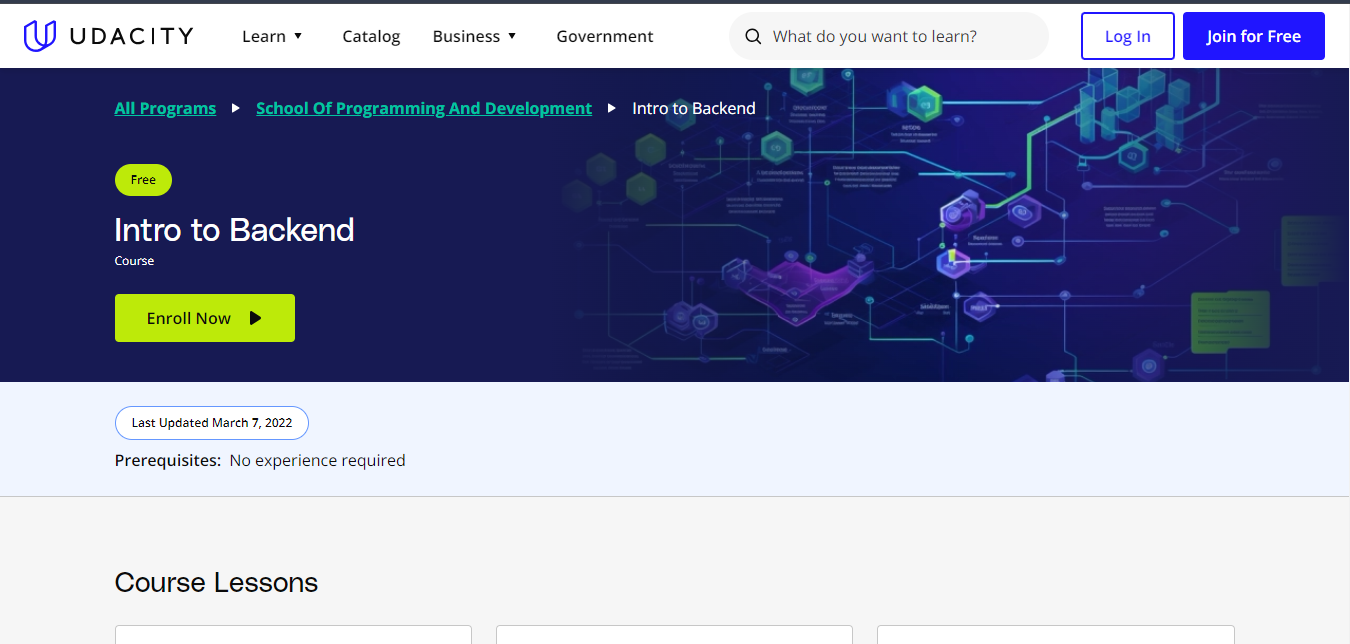 UDACITY
Learn
Catalog
Business
Government
What do you want to learn?
Log In
Join for Free
All Programs
School Of Programming And Development
Intro to Backend
Free
Intro to Backend
Course
Enroll Now
Last Updated March 7, 2022
Prerequisites: No experience required
Course Lessons